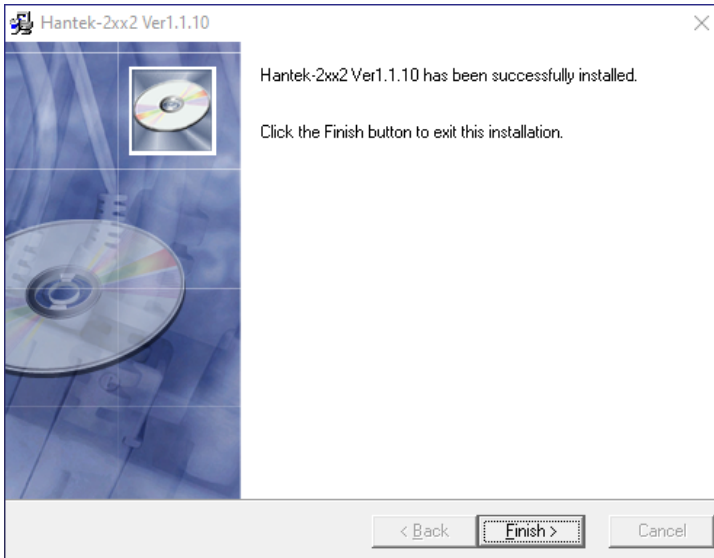 Hantek-2xx2 Ver1.1.10
Hantek-2xx2 Ver1.1.10 has been successfully installed.
Click the Finish button to exit this installation.
< Back
Finish >
Cancel